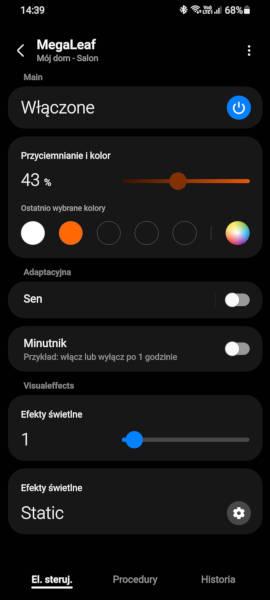 14:39
68%
MegaLeaf
Mój dom - Salon
Main
Włączone
Przyciemnianie i kolor
43 %
Ostatnio wybrane kolory
Adaptacyjna
Sen
Minutnik
Przykład: włącz lub wyłącz po 1 godzinie
Visualeffects
Efekty świetlne
1
Efekty świetlne
Static
El. steruj.
Procedury
Historia